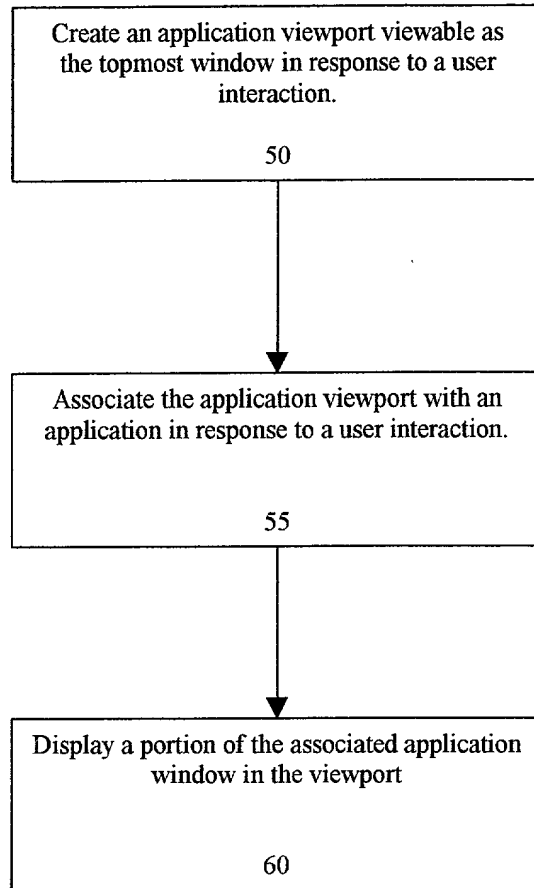 Create an application viewport viewable as
the topmost window in response to a user
interaction.
50
Associate the application viewport with an
application in response to a user interaction.
55
Display a portion of the associated application
window in the viewport
60